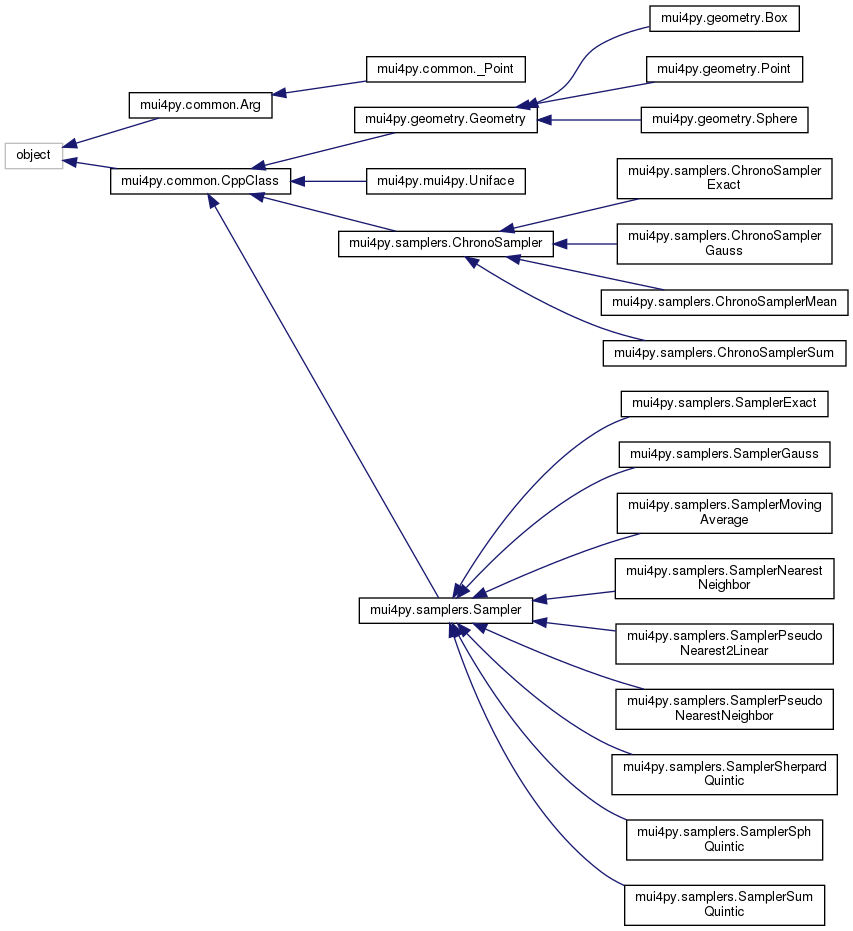 object
mui4py.common.Arg
mui4py.common._Point
mui4py.common.CppClass
mui4py.geometry.Geometry
mui4py.geometry.Box
mui4py.geometry.Point
mui4py.geometry.Sphere
mui4py.mui4py.Uniface
mui4py.samplers.ChronoSampler
mui4py.samplers.ChronoSampler
Exact
mui4py.samplers.ChronoSampler
Gauss
mui4py.samplers.ChronoSamplerMean
mui4py.samplers.ChronoSamplerSum
mui4py.samplers.Sampler
mui4py.samplers.SamplerExact
mui4py.samplers.SamplerGauss
mui4py.samplers.SamplerMoving
Average
mui4py.samplers.SamplerNearest
Neighbor
mui4py.samplers.SamplerPseudo
Nearest2Linear
mui4py.samplers.SamplerPseudo
NearestNeighbor
mui4py.samplers.SamplerSherpard
Quintic
mui4py.samplers.SamplerSph
Quintic
mui4py.samplers.SamplerSum
Quintic